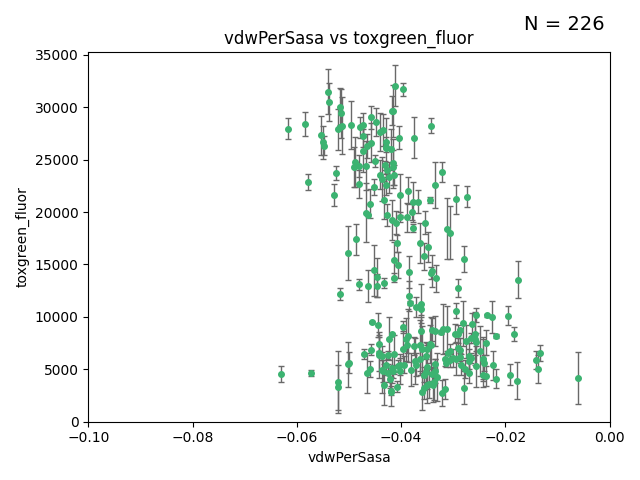 N = 226
vdwPerSasa vs toxgreen_fluor
toxgreen_fluor
35000
30000
25000
20000
15000
10000
5000
0
−0.10 −0.08 −0.06 −0.04 −0.02 0.00
vdwPerSasa